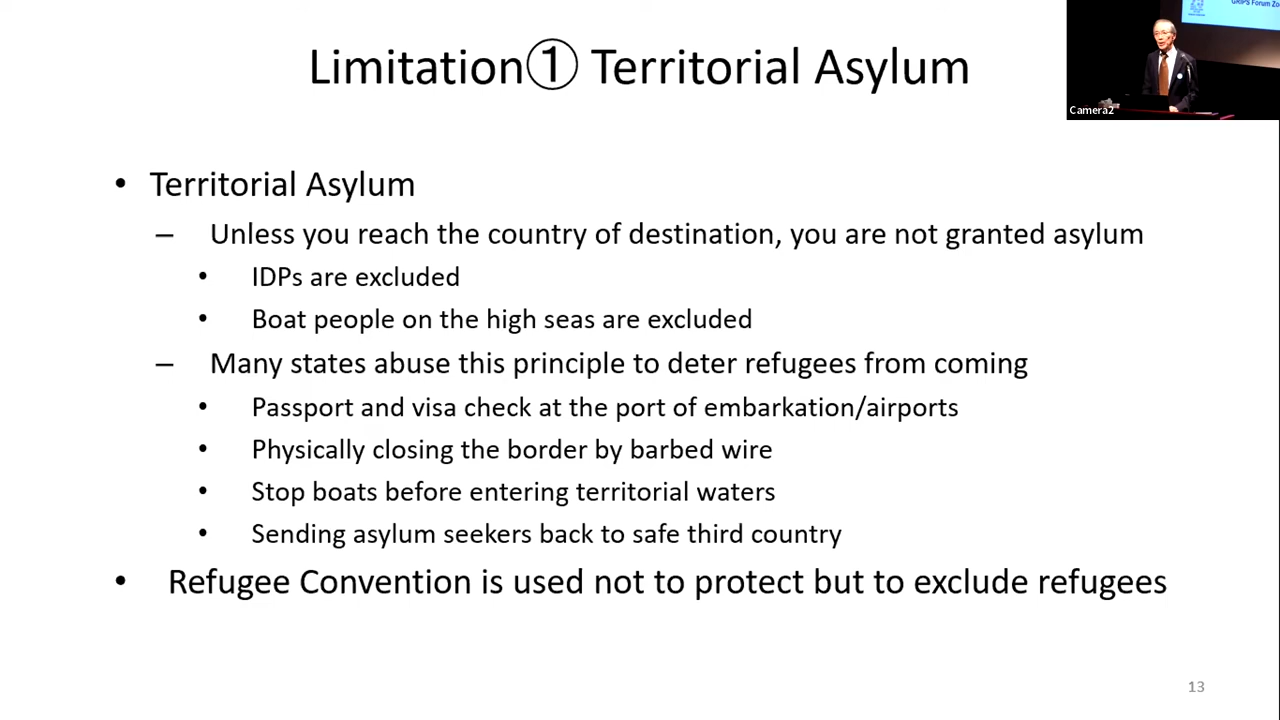 Limitation① Territorial Asylum
GRIPS Forum Zo
Camera2
• Territorial Asylum
– Unless you reach the country of destination, you are not granted asylum
• IDPs are excluded
• Boat people on the high seas are excluded
– Many states abuse this principle to deter refugees from coming
• Passport and visa check at the port of embarkation/airports
• Physically closing the border by barbed wire
• Stop boats before entering territorial waters
• Sending asylum seekers back to safe third country
• Refugee Convention is used not to protect but to exclude refugees
13